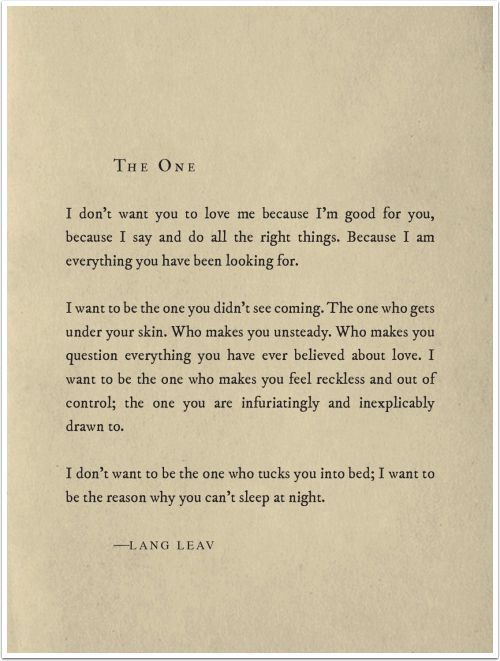 The One
I don't want you to love me because I'm good for you,
because I say and do all the right things. Because I am
everything you have been looking for.
I want to be the one you didn't see coming. The one who gets
under your skin. Who makes you unsteady. Who makes you
question everything you have ever believed about love. I
want to be the one who makes you feel reckless and out of
control; the one you are infuriatingly and inexplicably
drawn to.
I don't want to be the one who tucks you into bed; I want to
be the reason why you can't sleep at night.
—LANG LEAV